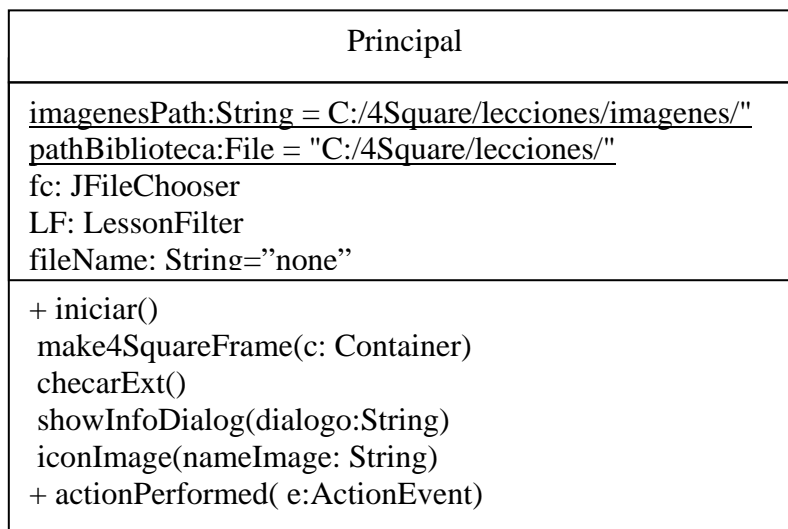 Principal
imagenesPath:String = C:/4Square/lecciones/imagenes/"
pathBiblioteca:File = "C:/4Square/lecciones/"
fc: JFileChooser
LF: LessonFilter
fileName: String=”none”
+ iniciar()
make4SquareFrame(c: Container)
checarExt()
showInfoDialog(dialogo:String)
iconImage(nameImage: String)
+ actionPerformed( e:ActionEvent)